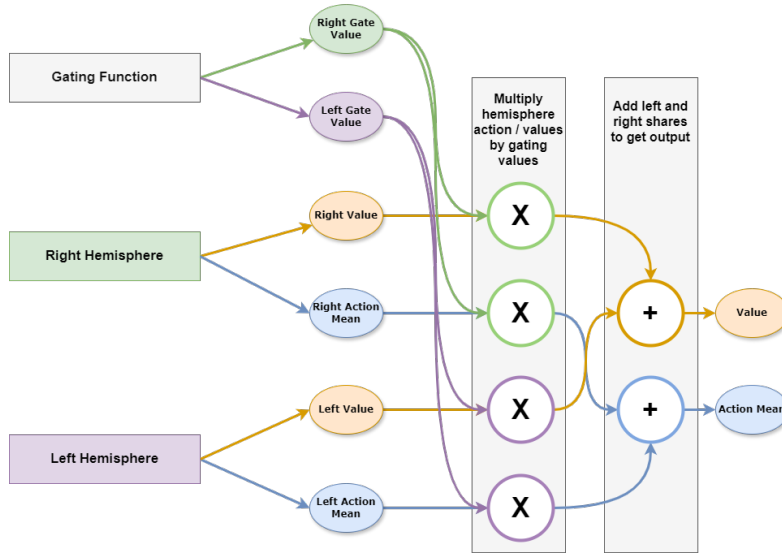 Right Gate
Value
Gating Function
Left Gate
Value
Multiply
hemisphere
action / values
by gating
values
Add left and
right shares
to get output
Right Value
X
Right Hemisphere
Right Action
Mean
X
+
Value
Left Value
X
+
Action Mean
Left Hemisphere
Left Action
Mean
X